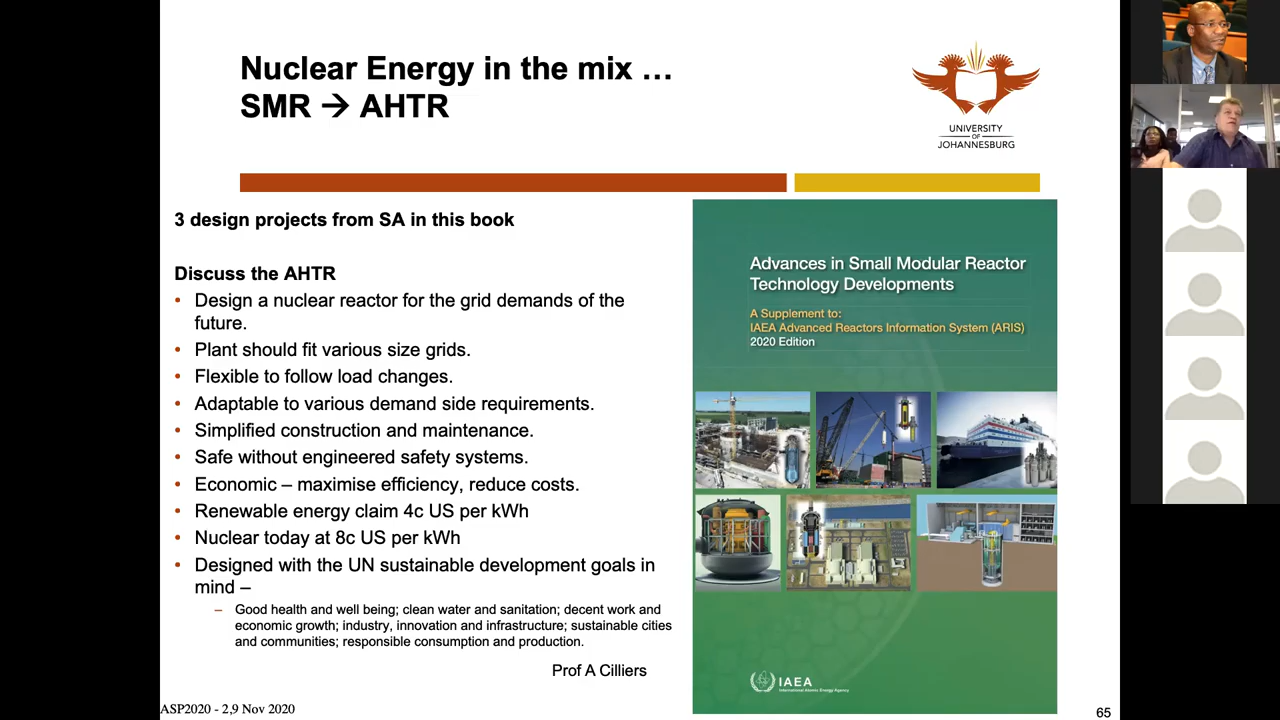 Nuclear Energy in the mix …
SMR → AHTR
UNIVERSITY
OF
JOHANNESBURG
3 design projects from SA in this book
Discuss the AHTR
• Design a nuclear reactor for the grid demands of the
future.
• Plant should fit various size grids.
• Flexible to follow load changes.
• Adaptable to various demand side requirements.
• Simplified construction and maintenance.
• Safe without engineered safety systems.
• Economic – maximise efficiency, reduce costs.
• Renewable energy claim 4c US per kWh
• Nuclear today at 8c US per kWh
• Designed with the UN sustainable development goals in
mind –
– Good health and well being; clean water and sanitation; decent work and
economic growth; industry, innovation and infrastructure; sustainable cities
and communities; responsible consumption and production.
Prof A Cilliers
Advances in Small Modular Reactor
Technology Developments
A Supplement to:
IAEA Advanced Reactors Information System (ARIS)
2020 Edition
IAEA
International Atomic Energy Agency
ASP2020 - 2,9 Nov 2020
65